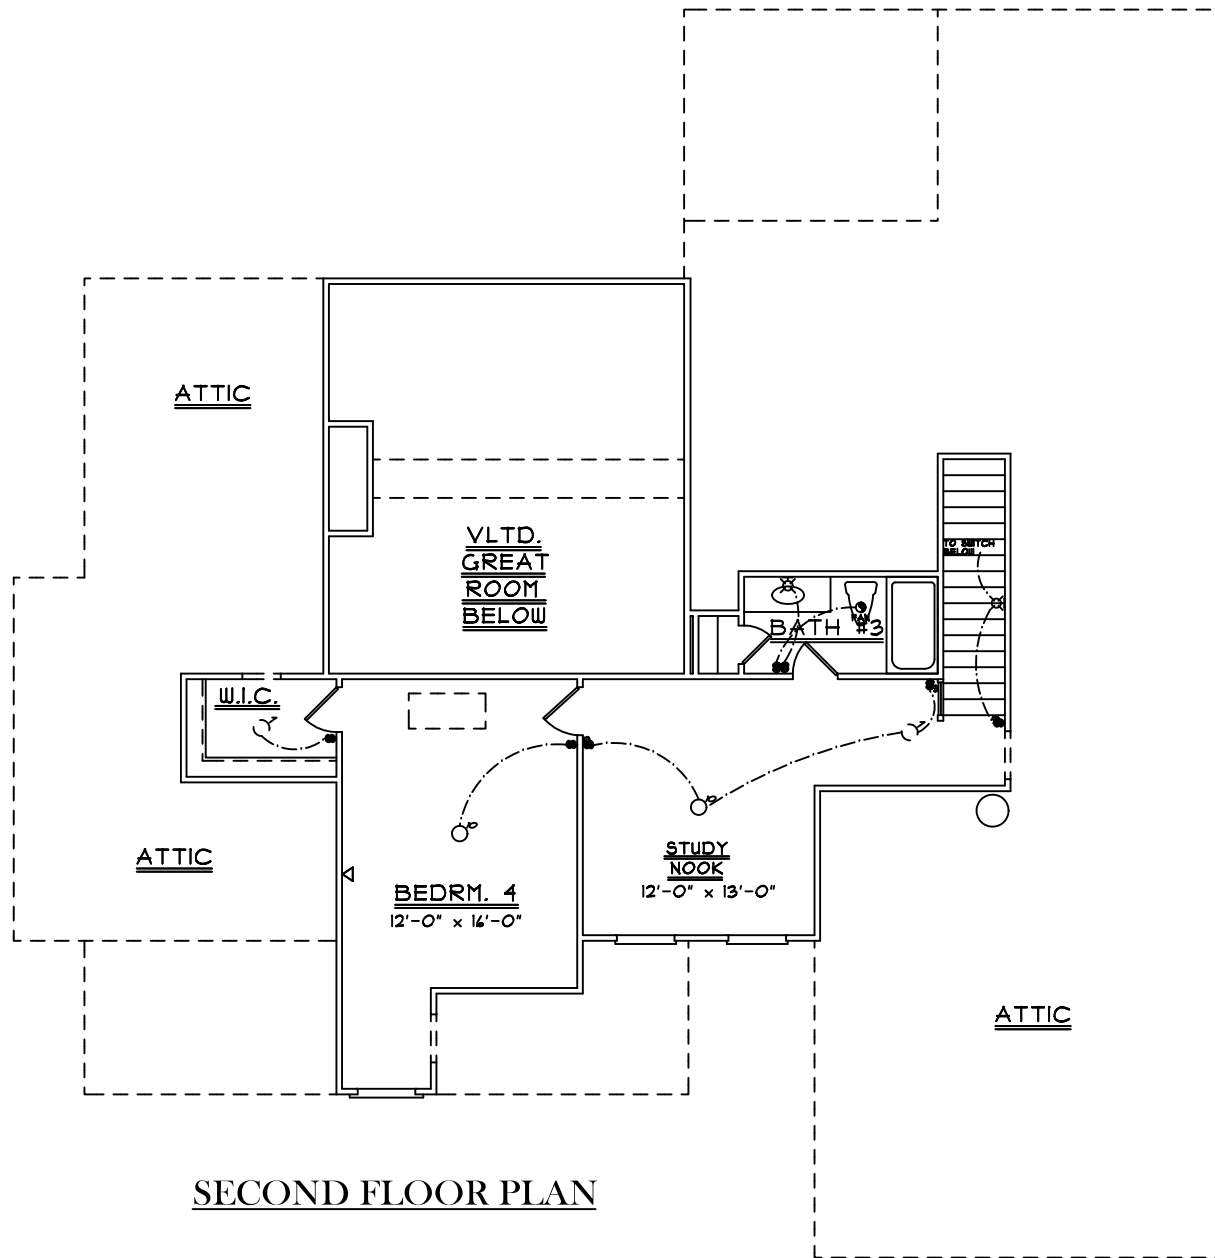 ATTIC
VLTD.
GREAT
ROOM
BELOW
TO SWITCH
BELOW
FAN
BATH #3
W.I.C.
ATTIC
STUDY
NOOK
12'-0" x 13'-0"
BEDRM. 4
12'-0" x 16'-0"
ATTIC
SECOND FLOOR PLAN